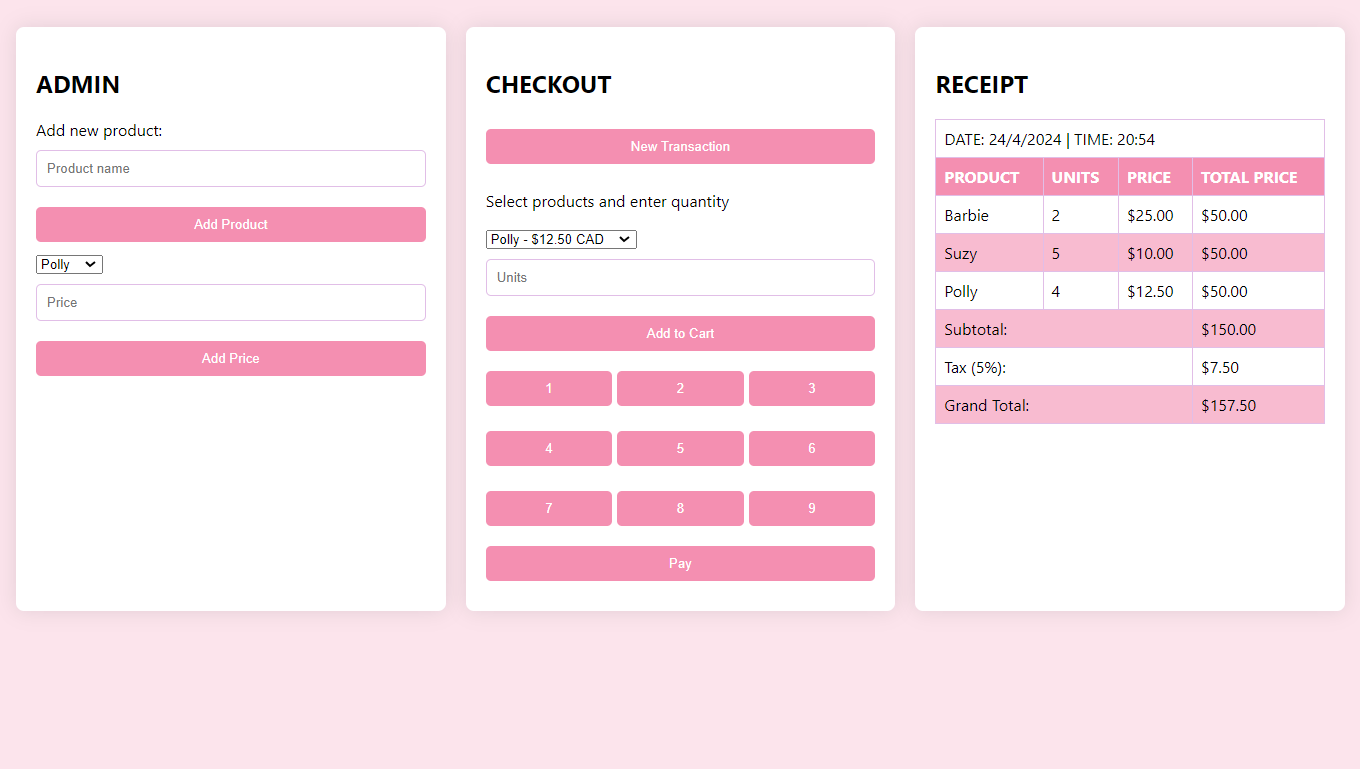 ADMIN
Add new product:
Product name
Add Product
Polly
Price
Add Price
CHECKOUT
New Transaction
Select products and enter quantity
Polly - $12.50 CAD
Units
Add to Cart
1 2 3
4 5 6
7 8 9
Pay
RECEIPT
DATE: 24/4/2024 | TIME: 20:54
PRODUCT UNITS PRICE TOTAL PRICE
Barbie 2 $25.00 $50.00
Suzy 5 $10.00 $50.00
Polly 4 $12.50 $50.00
Subtotal: $150.00
Tax (5%): $7.50
Grand Total: $157.50